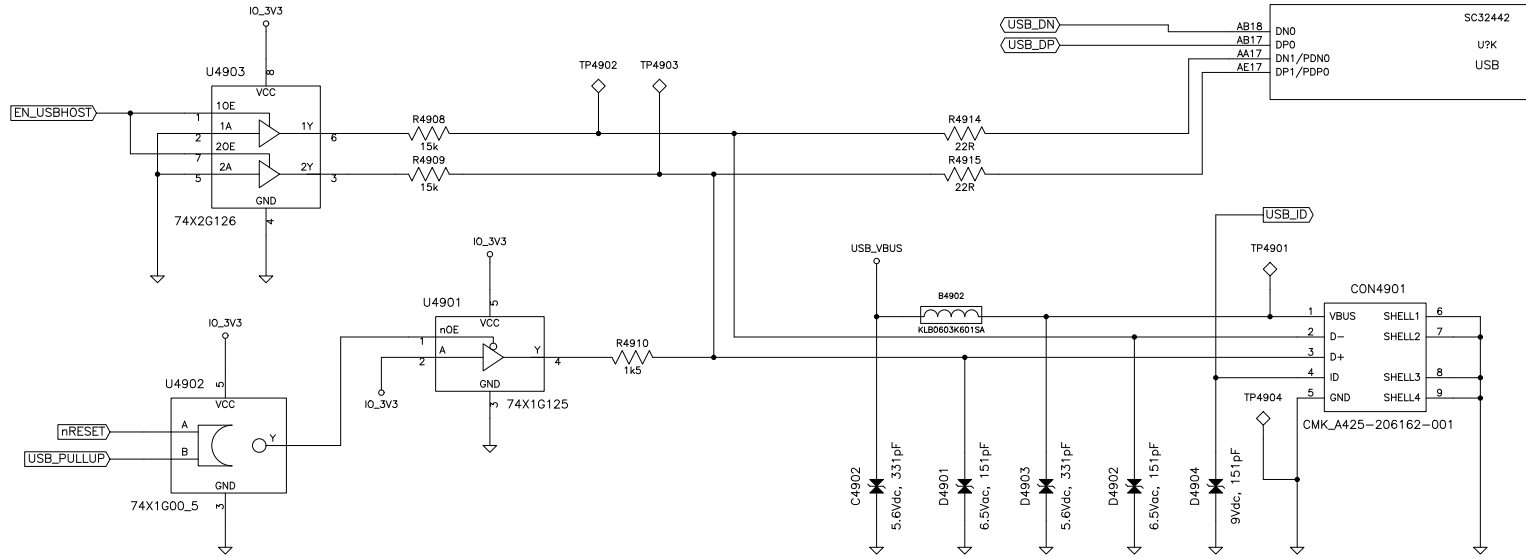 IO_3V3
U4903
8
VCC
EN_USBHOST
1OE
1
1A
1Y
2
6
2OE
7
2A
2Y
5
3
GND
4
74X2G126
R4908
15k
R4909
15k
TP4902
TP4903
USB_DN
USB_DP
AB18
DN0
AB17
DP0
AA17
DN1/PDN0
AE17
DP1/PDP0
SC32442
U?K
USB
R4914
22R
R4915
22R
USB_ID
IO_3V3
U4901
5
VCC
nOE
1
A
Y
2
4
GND
3
74X1G125
IO_3V3
R4910
1k5
IO_3V3
U4902
5
VCC
nRESET
A
Y
USB_PULLUP
B
GND
3
74X1G00_5
USB_VBUS
B4902
KLB0603K601SA
TP4901
CON4901
1
VBUS
SHELL1
6
2
D-
SHELL2
7
3
D+
4
ID
SHELL3
8
5
GND
SHELL4
9
CMK_A425-206162-001
TP4904
C4902
5.6Vdc, 331pF
D4901
6.5Vac, 151pF
D4903
5.6Vdc, 331pF
D4902
6.5Vac, 151pF
D4904
9Vdc, 151pF